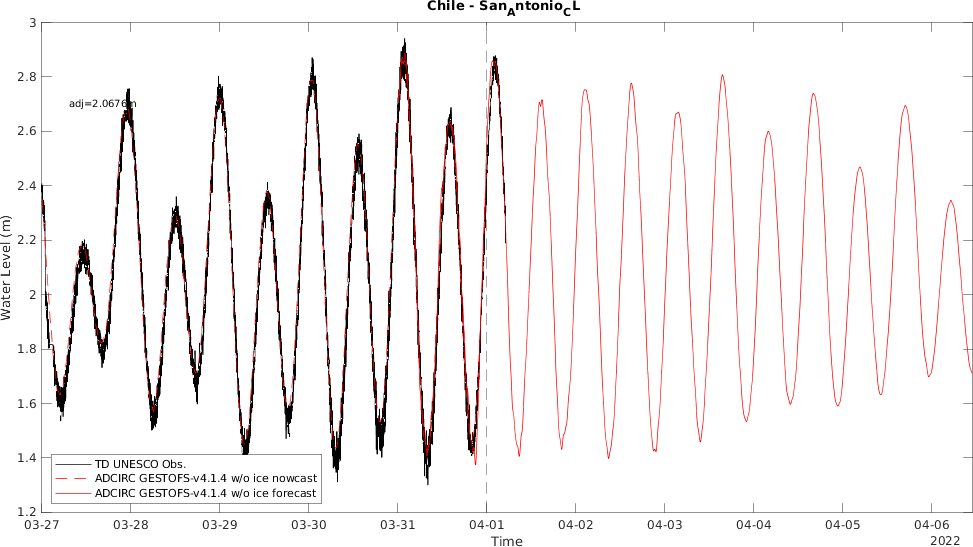 Chile - SanAntonioCL
3
2.8
adj=2.0676m
2.6
2.4
2.2
2
1.8
1.6
1.4
1.2
Water Level (m)
TD UNESCO Obs.
ADCIRC GESTOFS-v4.1.4 w/o ice nowcast
ADCIRC GESTOFS-v4.1.4 w/o ice forecast
03-27 03-28 03-29 03-30 03-31 04-01 04-02 04-03 04-04 04-05 04-06
Time
2022